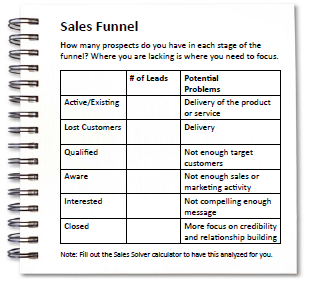 Sales Funnel
How many prospects do you have in each stage of the
funnel? Where you are lacking is where you need to focus.
# of Leads Potential
Problems
Active/Existing Delivery of the product
or service
Lost Customers Delivery
Qualified Not enough target
customers
Aware Not enough sales or
marketing activity
Interested Not compelling enough
message
Closed More focus on credibility
and relationship building
Note: Fill out the Sales Solver calculator to have this analyzed for you.